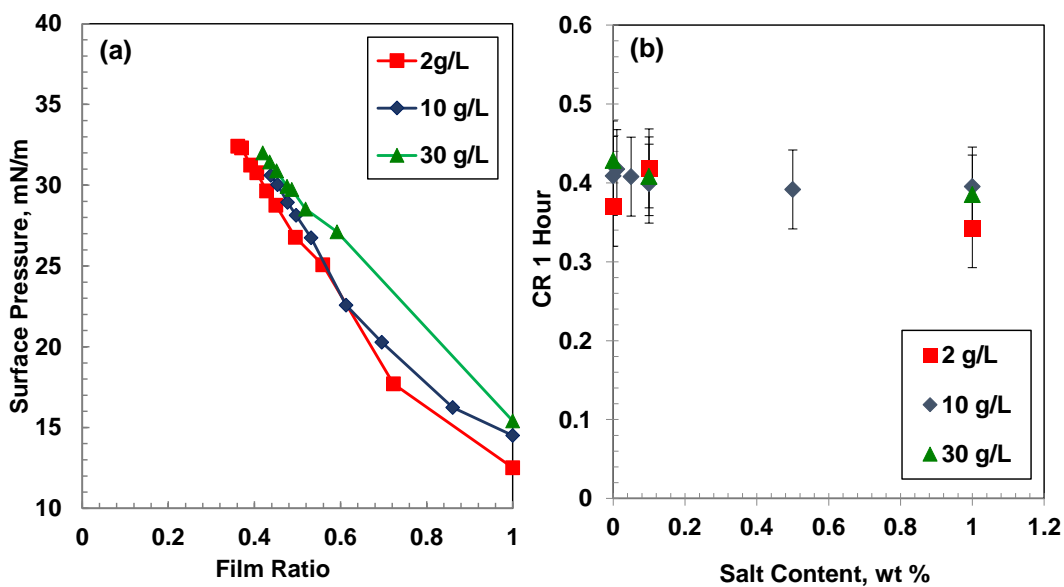 (a)
2g/L
10 g/L
30 g/L
Surface Pressure, mN/m
40
35
30
25
20
15
10
0
0.2
0.4
0.6
0.8
1
Film Ratio
(b)
CR 1 Hour
0.6
0.5
0.4
0.3
0.2
0.1
0
2 g/L
10 g/L
30 g/L
0
0.2
0.4
0.6
0.8
1
1.2
Salt Content, wt %